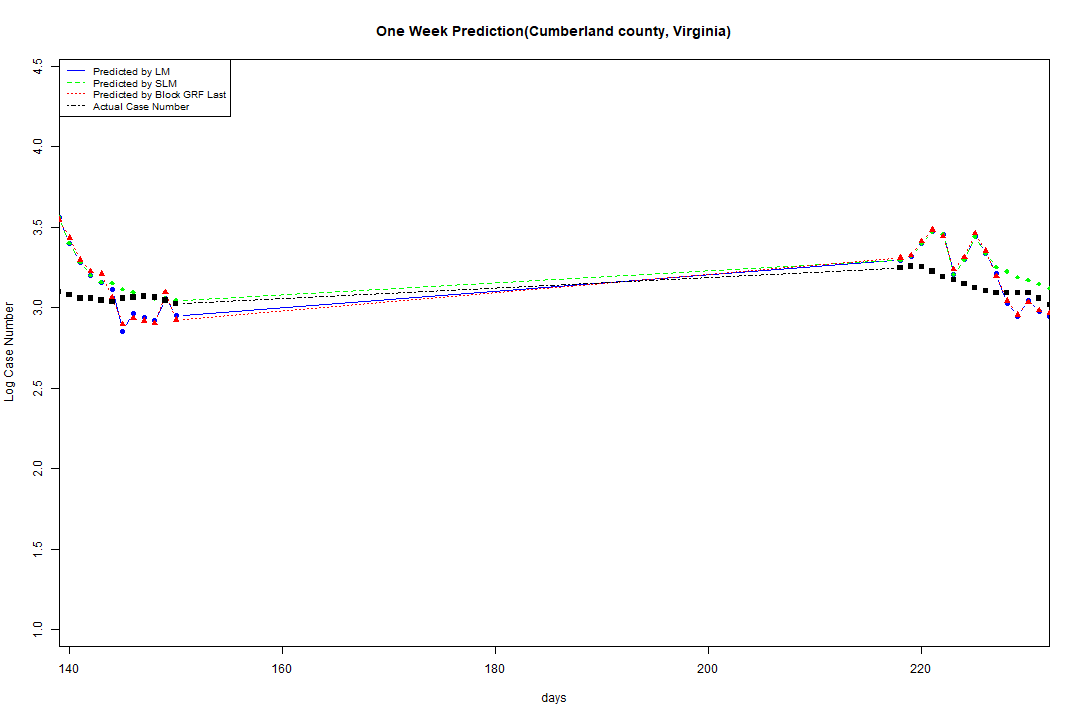 One Week Prediction(Cumberland county, Virginia)
Predicted by LM
Predicted by SLM
Predicted by Block GRF Last
Actual Case Number
4.5
4.0
3.5
3.0
2.5
2.0
1.5
1.0
Log Case Number
140 160 180 200 220
days